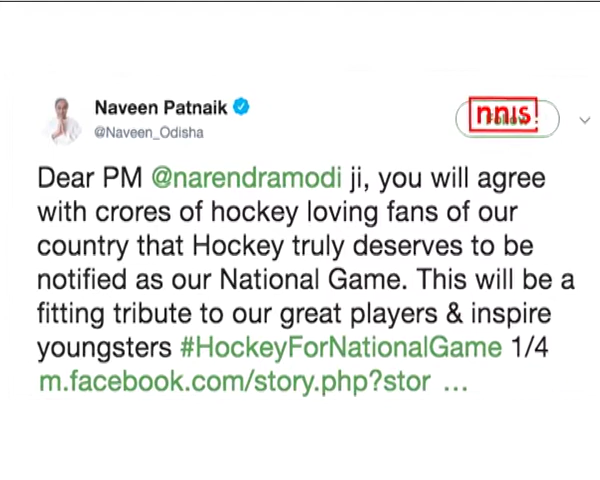 Naveen Patnaik
@Naveen_Odisha
nnis
Dear PM @narendramodi ji, you will agree
with crores of hockey loving fans of our
country that Hockey truly deserves to be
notified as our National Game. This will be a
fitting tribute to our great players & inspire
youngsters #HockeyForNationalGame 1/4
m.facebook.com/story.php?stor ...